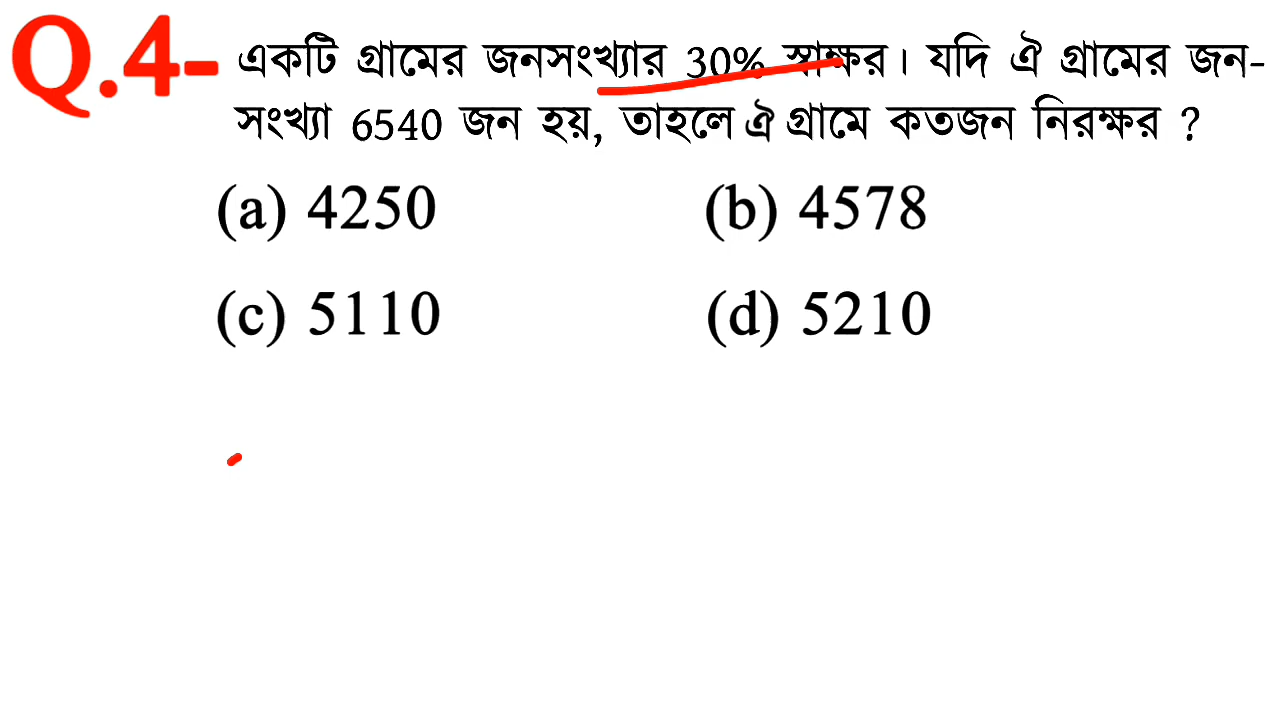 Q.4- একটি গ্রামের জনসংখ্যার 30% স্বাক্ষর। যদি ঐ গ্রামের জন-
সংখ্যা 6540 জন হয়, তাহলে ঐ গ্রামে কতজন নিরক্ষর ?
(a) 4250 (b) 4578
(c) 5110 (d) 5210